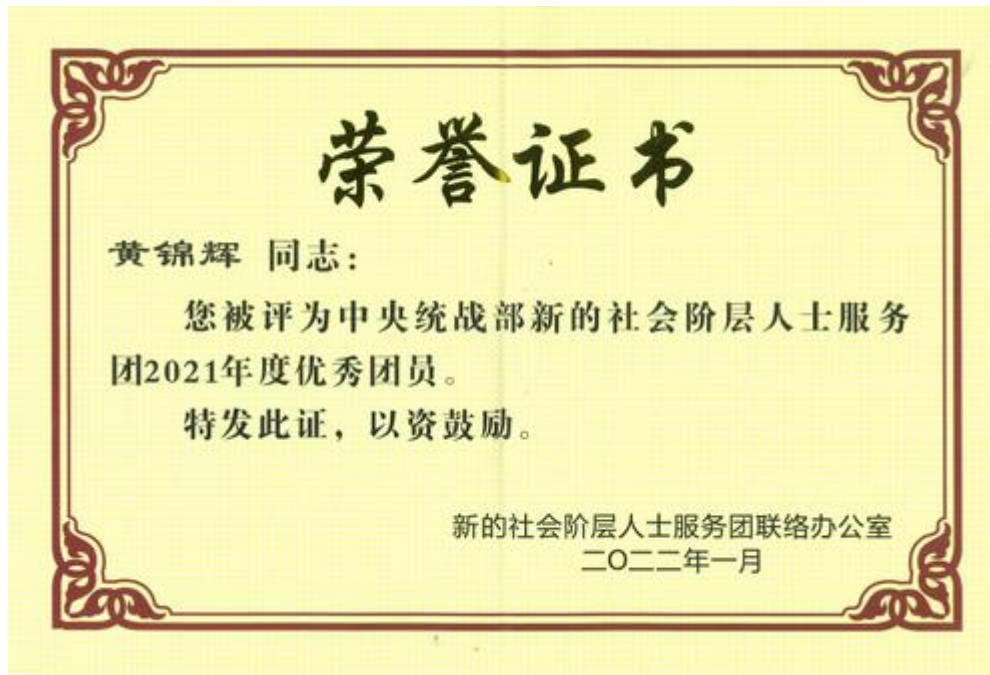 荣誉证书
黄锦辉 同志：
您被评为中央统战部新的社会阶层人士服务
团2021年度优秀团员。
特发此证，以资鼓励。
新的社会阶层人士服务团联络办公室
二〇二二年一月